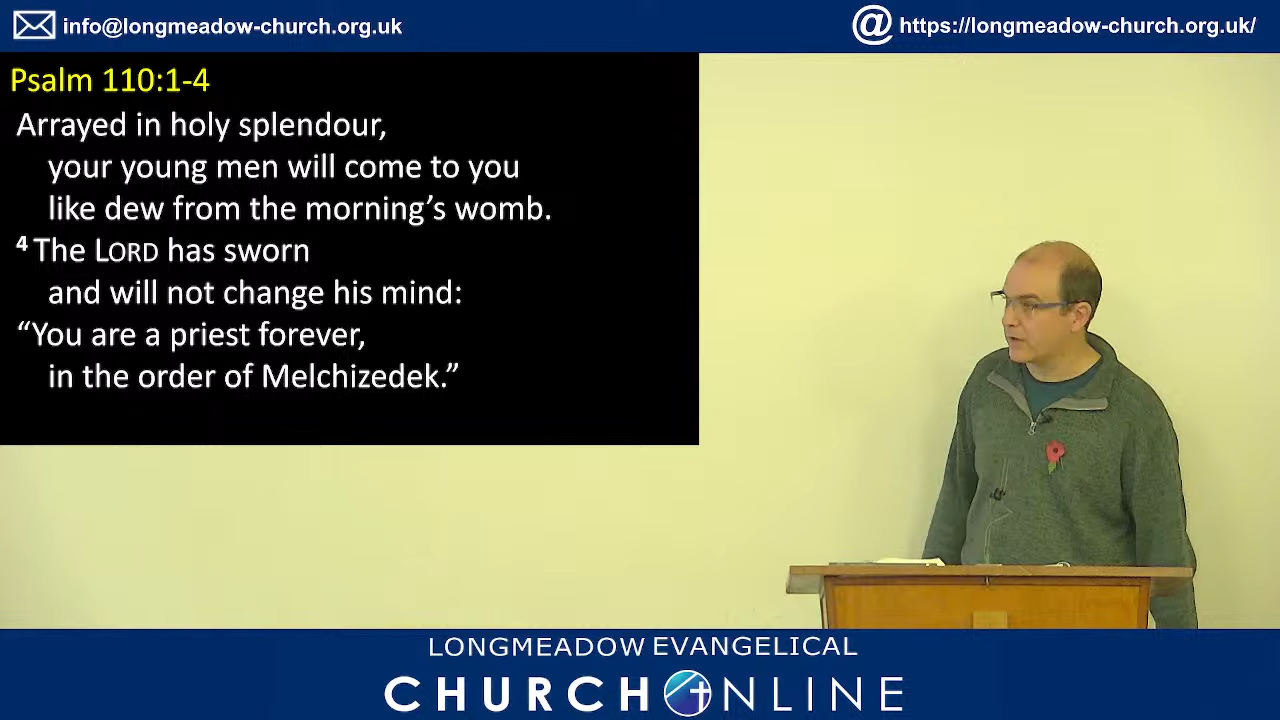 info@longmeadow-church.org.uk
https://longmeadow-church.org.uk/
Psalm 110:1-4
Arrayed in holy splendour,
your young men will come to you
like dew from the morning’s womb.
4 The LORD has sworn
and will not change his mind:
“You are a priest forever,
in the order of Melchizedek.”
LONGMEADOW EVANGELICAL
CHURCH ONLINE